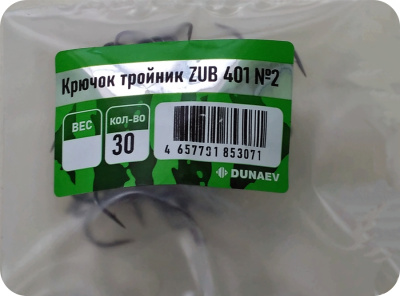 Крючок тройник ZUB 401 №2
ВЕС
КОЛ-ВО
30
4 657731 853071
DUNAEV